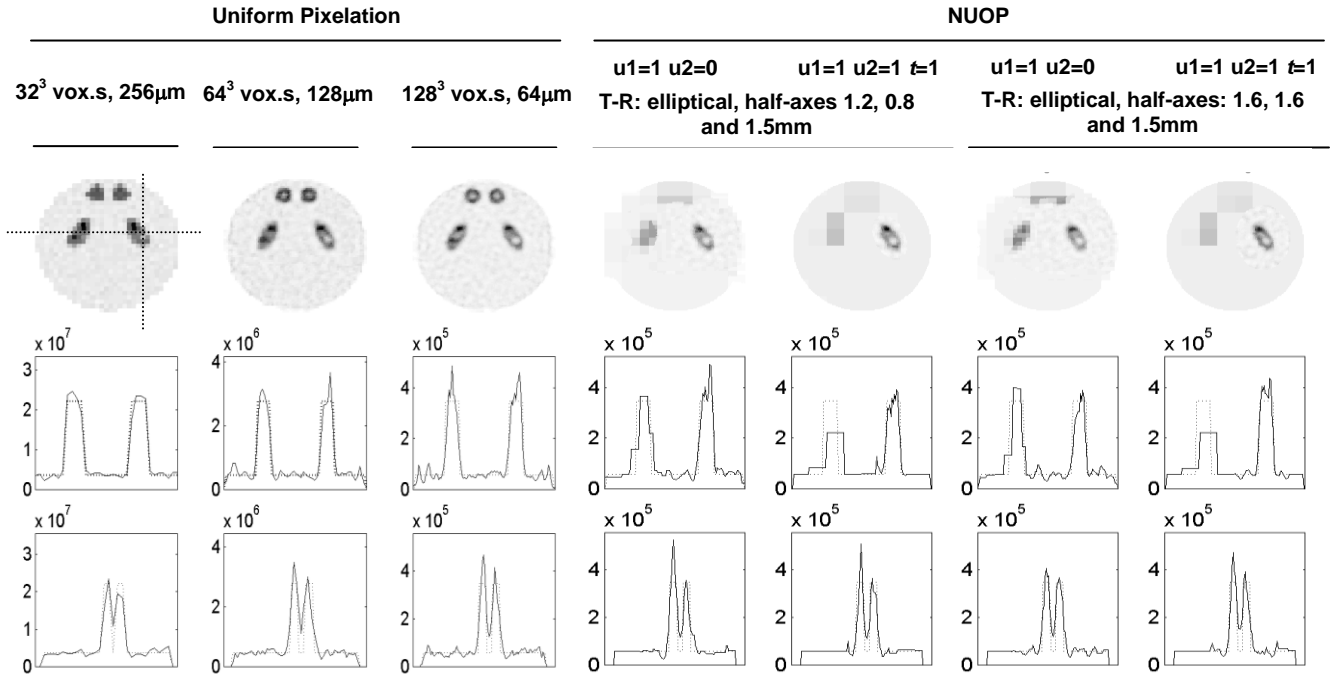 Uniform Pixelation
NUOP
32³ vox.s, 256μm
64³ vox.s, 128μm
128³ vox.s, 64μm
u1=1 u2=0
u1=1 u2=1 t=1
T-R: elliptical, half-axes 1.2, 0.8
and 1.5mm
u1=1 u2=0
u1=1 u2=1 t=1
T-R: elliptical, half-axes: 1.6, 1.6
and 1.5mm
x 10⁷
3
2
1
0
x 10⁶
4
2
0
x 10⁵
4
2
0
x 10⁵
4
2
0
x 10⁵
4
2
0
x 10⁵
4
2
0
x 10⁵
4
2
0
x 10⁷
3
2
1
0
x 10⁶
4
2
0
x 10⁵
4
2
0
x 10⁵
4
2
0
x 10⁵
4
2
0
x 10⁵
4
2
0
x 10⁵
4
2
0